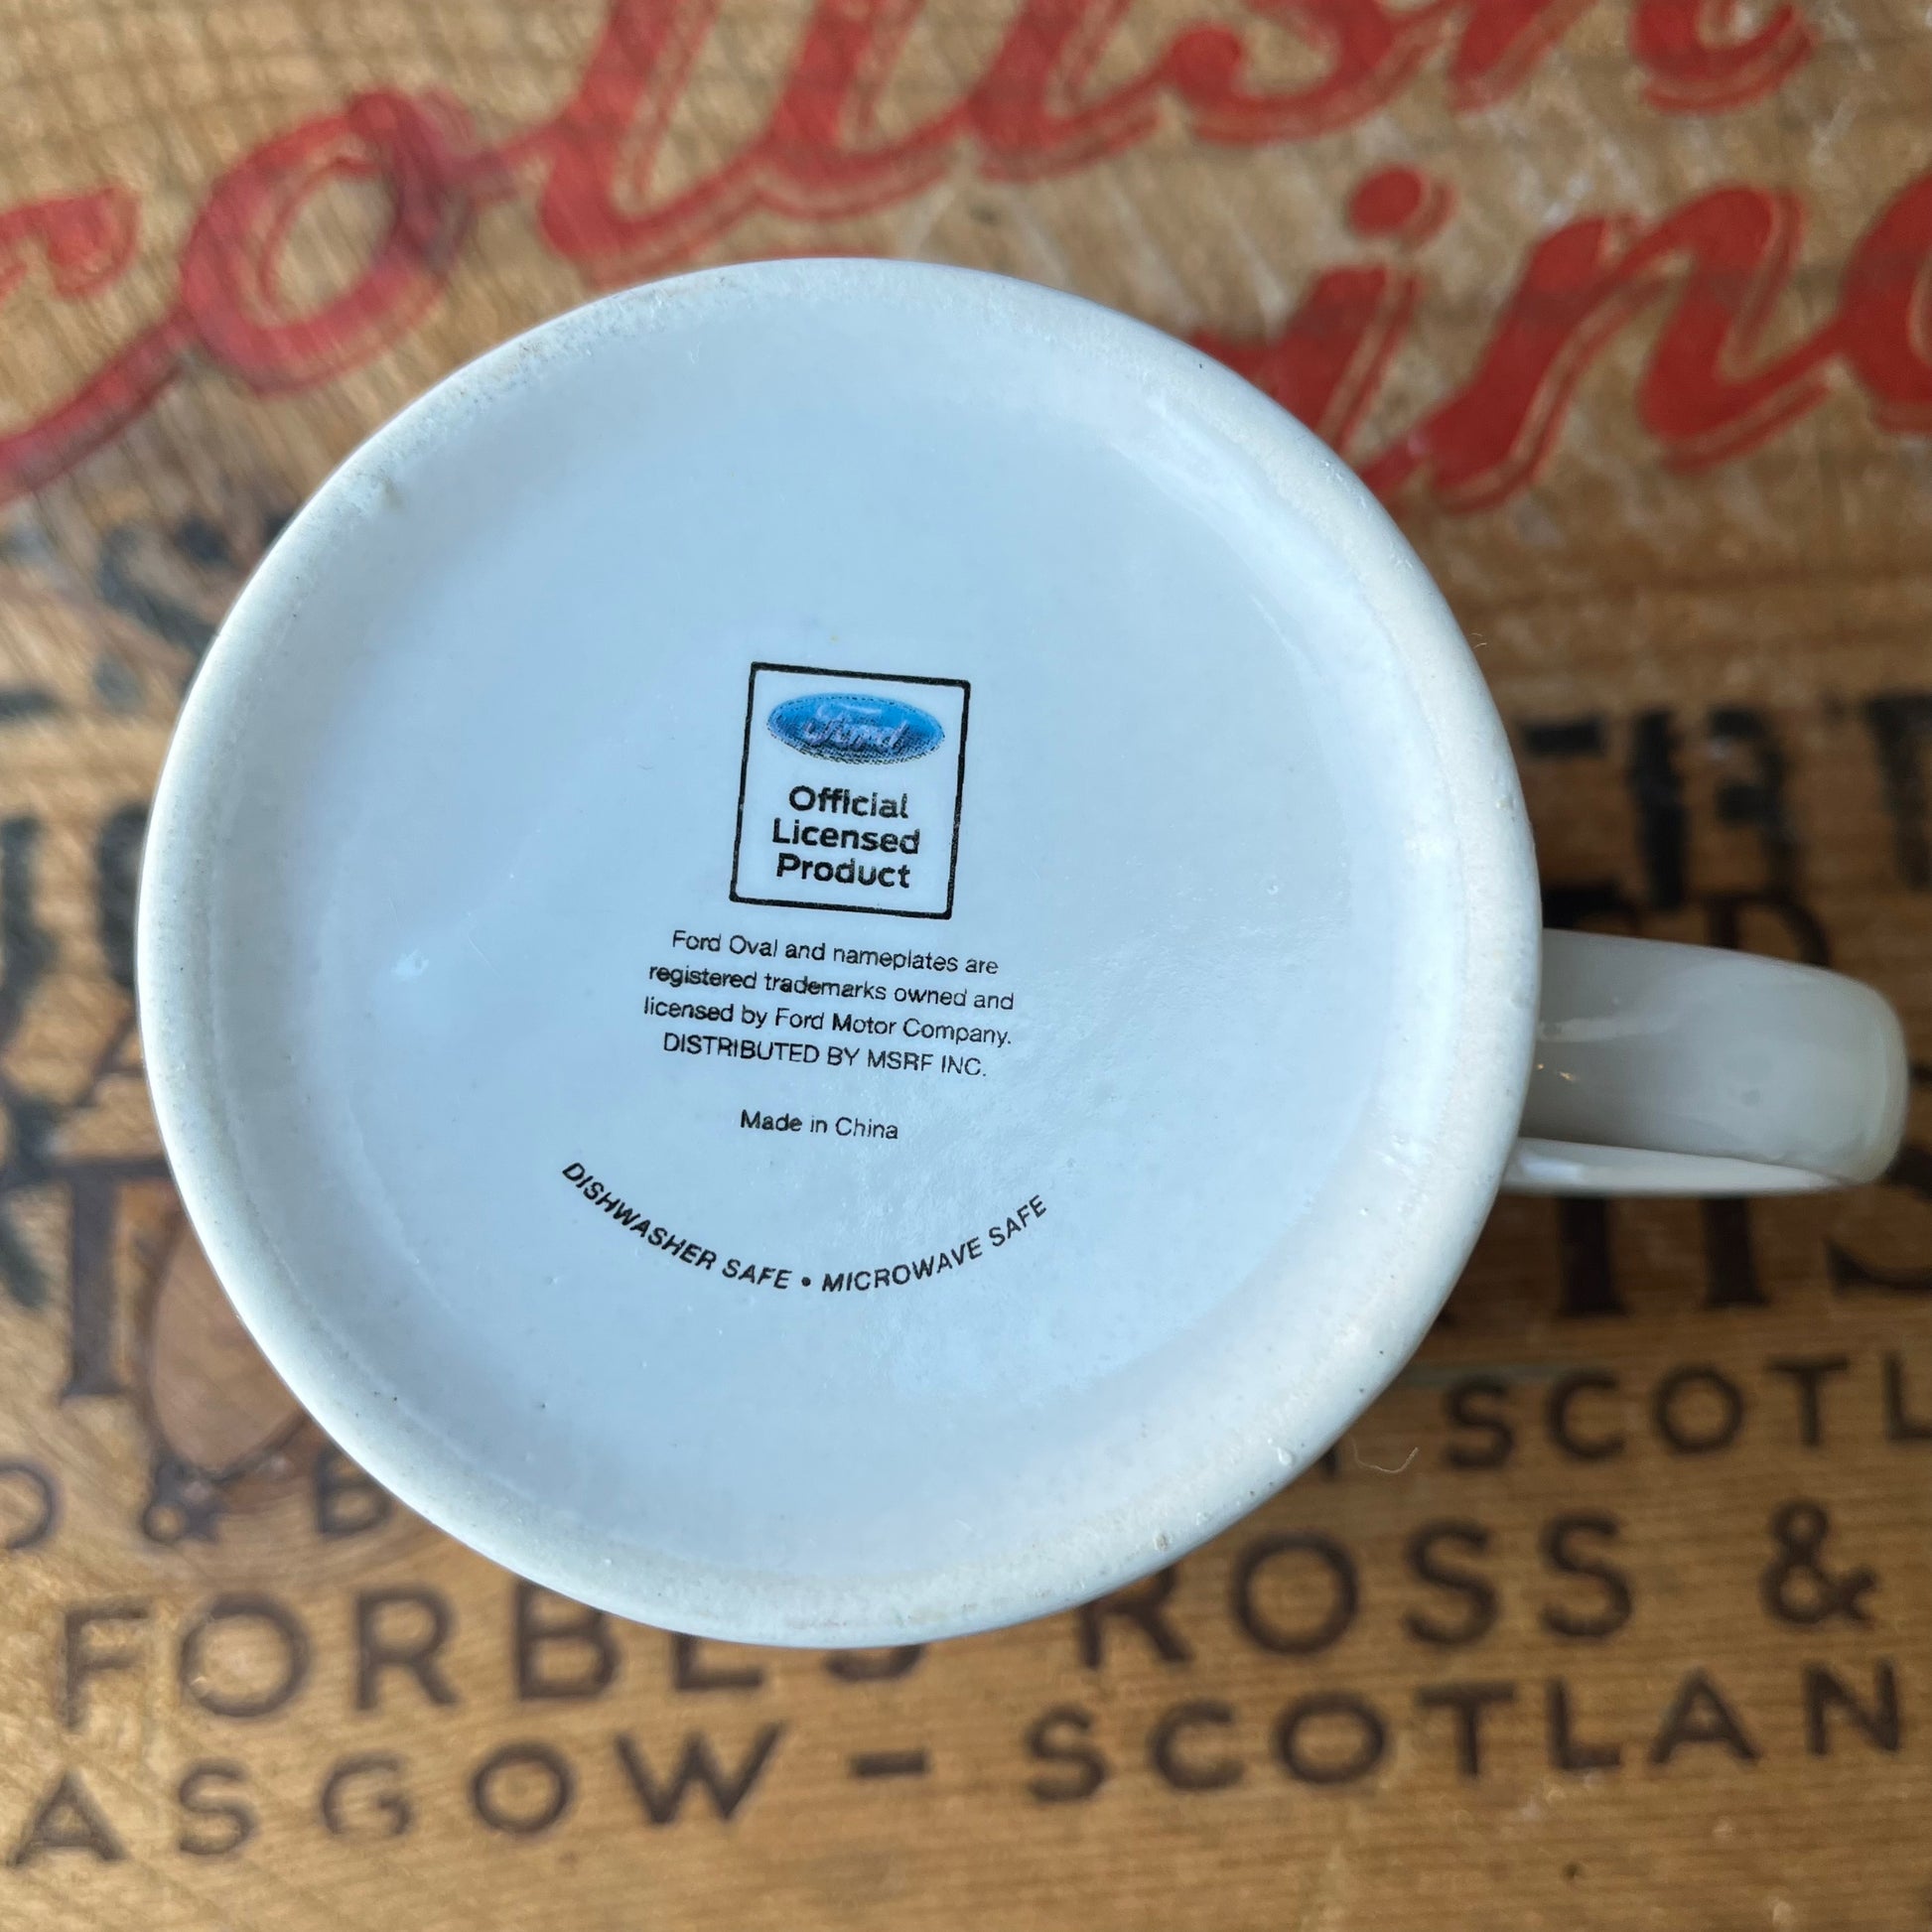 Ford
Official
Licensed
Product
Ford Oval and nameplates are
registered trademarks owned and
licensed by Ford Motor Company.
DISTRIBUTED BY MSRF INC.
Made in China
DISHWASHER SAFE • MICROWAVE SAFE
SCOTL
& B
FORBES ROSS &
ASGOW – SCOTLAN